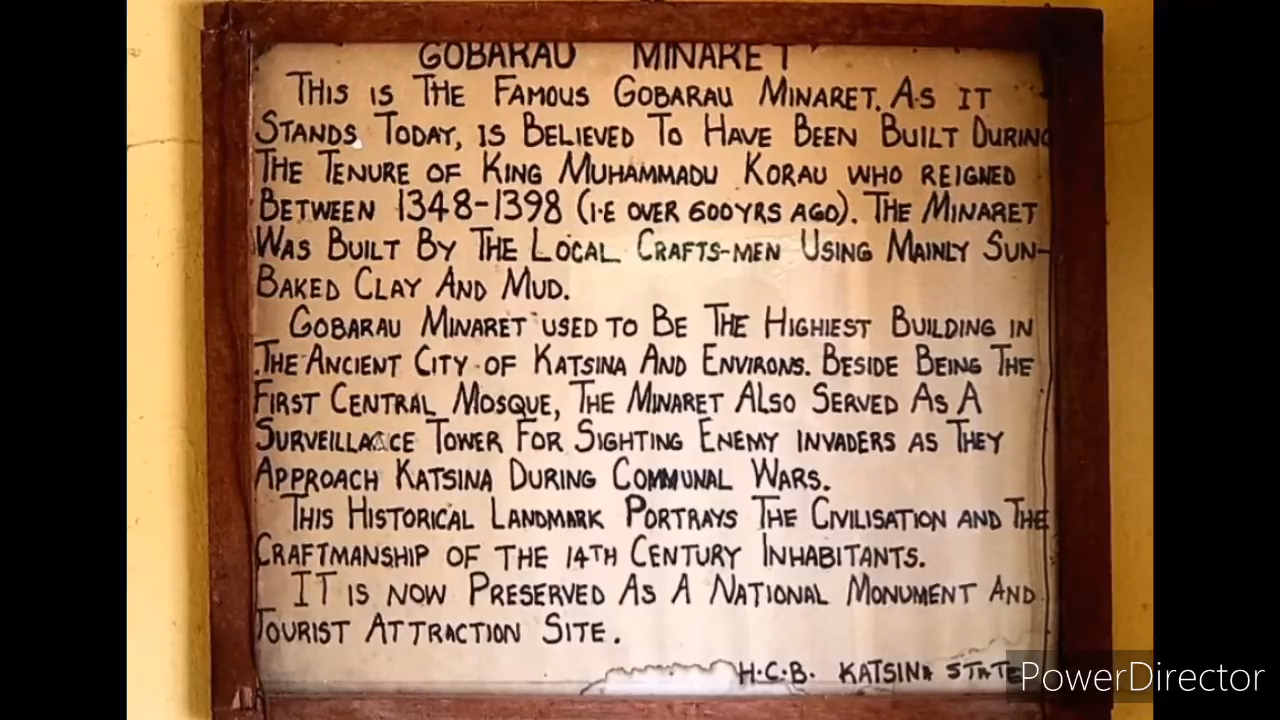 GOBARAU MINARET
THIS IS THE FAMOUS GOBARAU MINARET. AS IT
STANDS TODAY, IS BELIEVED TO HAVE BEEN BUILT DURING
THE TENURE OF KING MUHAMMADU KORAU WHO REIGNED
BETWEEN 1348-1398 (I.E OVER 600YRS AGO). THE MINARET
WAS BUILT BY THE LOCAL CRAFTS-MEN USING MAINLY SUN-
BAKED CLAY AND MUD.
GOBARAU MINARET USED TO BE THE HIGHIEST BUILDING IN
THE ANCIENT CITY OF KATSINA AND ENVIRONS. BESIDE BEING THE
FIRST CENTRAL MOSQUE, THE MINARET ALSO SERVED AS A
SURVEILLANCE TOWER FOR SIGHTING ENEMY INVADERS AS THEY
APPROACH KATSINA DURING COMMUNAL WARS.
THIS HISTORICAL LANDMARK PORTRAYS THE CIVILISATION AND THE
CRAFTMANSHIP OF THE 14TH CENTURY INHABITANTS.
IT IS NOW PRESERVED AS A NATIONAL MONUMENT AND
TOURIST ATTRACTION SITE.
H.C.B. KATSINA STATE
PowerDirector